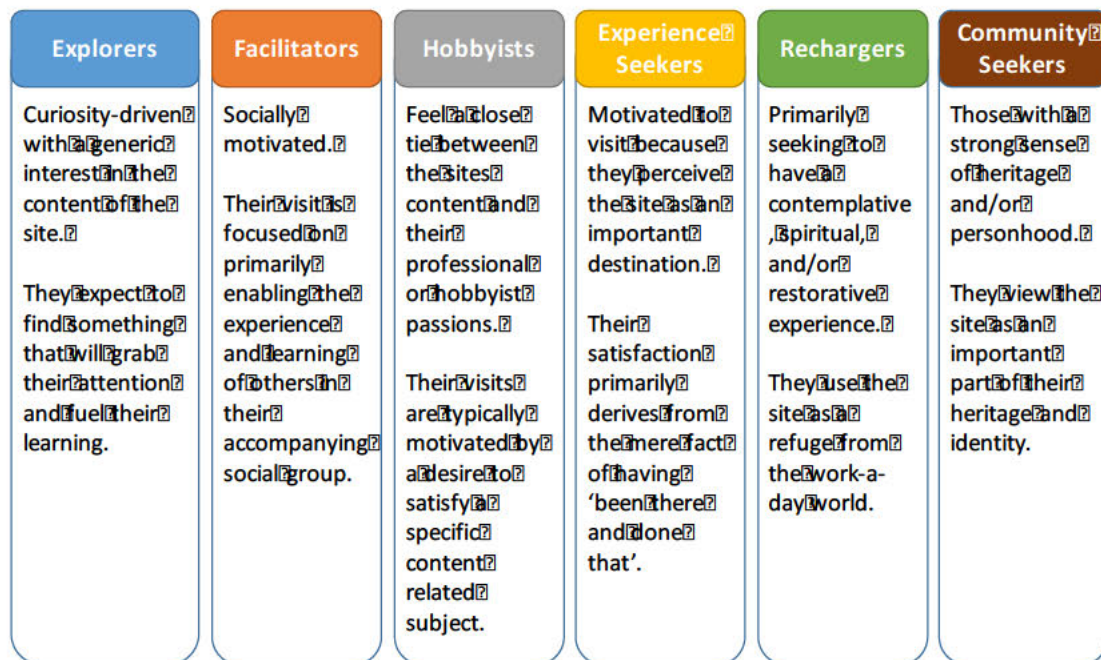 Explorers
Curiosity-driven
with a generic
interest in the
content of the
site.
They expect to
find something
that will grab
their attention
and fuel their
learning.
Facilitators
Socially
motivated.
Their visit is
focused on
primarily
enabling the
experience
and learning
of others in
their
accompanying
social group.
Hobbyists
Feel a close
tie between
the sites
content and
their
professional
or hobbyist
passions.
Their visits
are typically
motivated by
a desire to
satisfy a
specific
content
related
subject.
Experience
Seekers
Motivated to
visit because
they perceive
the site as an
important
destination.
Their
satisfaction
primarily
derives from
the mere fact
of having
‘been there
and done
that’.
Rechargers
Primarily
seeking to
have a
contemplative
, spiritual,
and/or
restorative
experience.
They use the
site as a
refuge from
the work-a-
day world.
Community
Seekers
Those with a
strong sense
of heritage
and/or
personhood.
They view the
site as an
important
part of their
heritage and
identity.